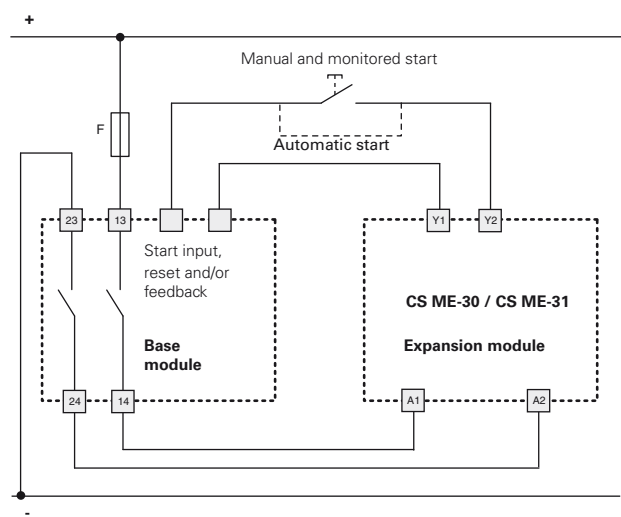 +
Manual and monitored start
F
Automatic start
23
13
Y1
Y2
Start input,
reset and/or
feedback
CS ME-30 / CS ME-31
Base
module
Expansion module
24
14
A1
A2
-